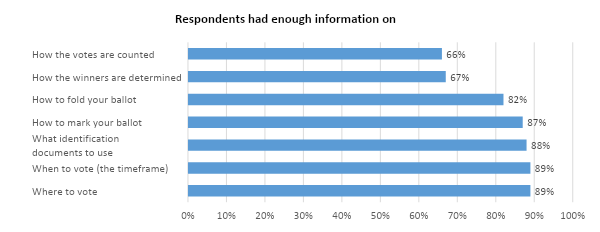 Respondents had enough information on
How the votes are counted 66%
How the winners are determined 67%
How to fold your ballot 82%
How to mark your ballot 87%
What identification
documents to use 88%
When to vote (the timeframe) 89%
Where to vote 89%
0% 10% 20% 30% 40% 50% 60% 70% 80% 90% 100%